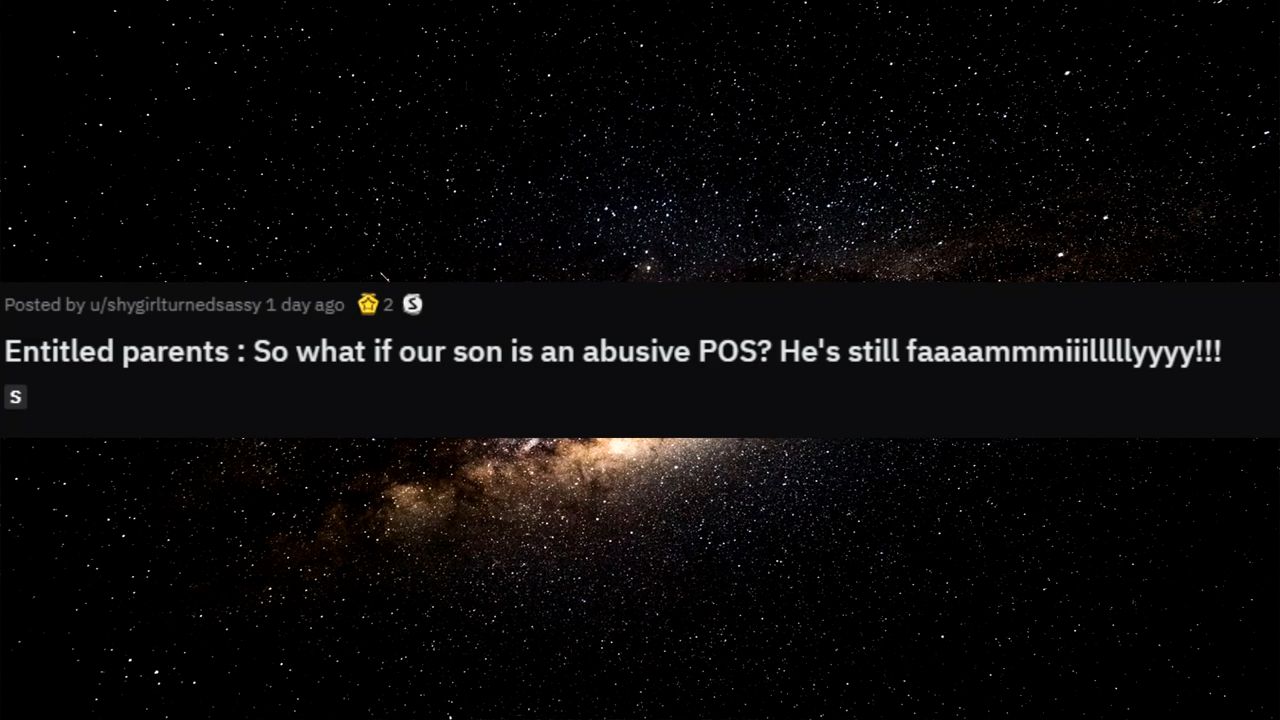 Posted by u/shygirlturnedsassy 1 day ago 2 S
Entitled parents : So what if our son is an abusive POS? He's still faaaammmiiilllllyyyy!!!
S